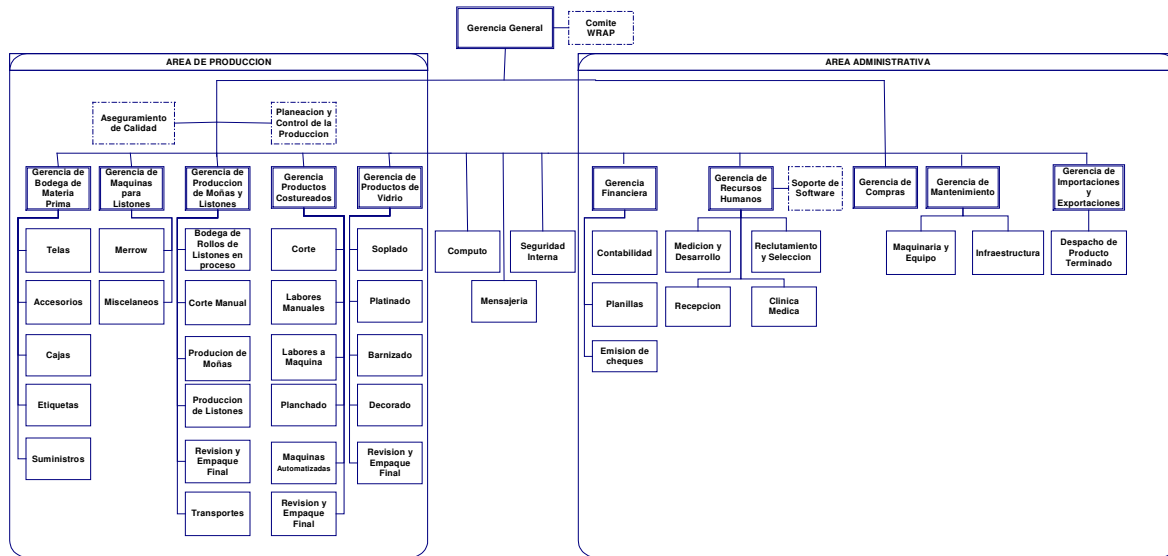 Gerencia General
Comite
WRAP
AREA DE PRODUCCION
AREA ADMINISTRATIVA
Aseguramiento
de Calidad
Planeacion y
Control de la
Produccion
Gerencia de
Bodega de
Materia
Prima
Gerencia de
Maquinas
para
Listones
Gerencia de
Produccion
de Moñas y
Listones
Gerencia
Productos
Costureados
Gerencia de
Productos de
Vidrio
Gerencia
Financiera
Gerencia de
Recursos
Humanos
Soporte de
Software
Gerencia de
Compras
Gerencia de
Mantenimiento
Gerencia de
Importaciones
y
Exportaciones
Telas
Merrow
Bodega de
Rollos de
Listones en
proceso
Corte
Soplado
Computo
Seguridad
Interna
Contabilidad
Medicion y
Desarrollo
Reclutamiento
y Seleccion
Maquinaria y
Equipo
Infraestructura
Despacho de
Producto
Terminado
Accesorios
Miscelaneos
Corte Manual
Labores
Manuales
Platinado
Mensajeria
Planillas
Recepcion
Clinica
Medica
Cajas
Producion de
Moñas
Labores a
Maquina
Barnizado
Emision de
cheques
Etiquetas
Produccion
de Listones
Planchado
Decorado
Suministros
Revision y
Empaque
Final
Maquinas
Automatizadas
Revision y
Empaque
Final
Transportes
Revision y
Empaque
Final